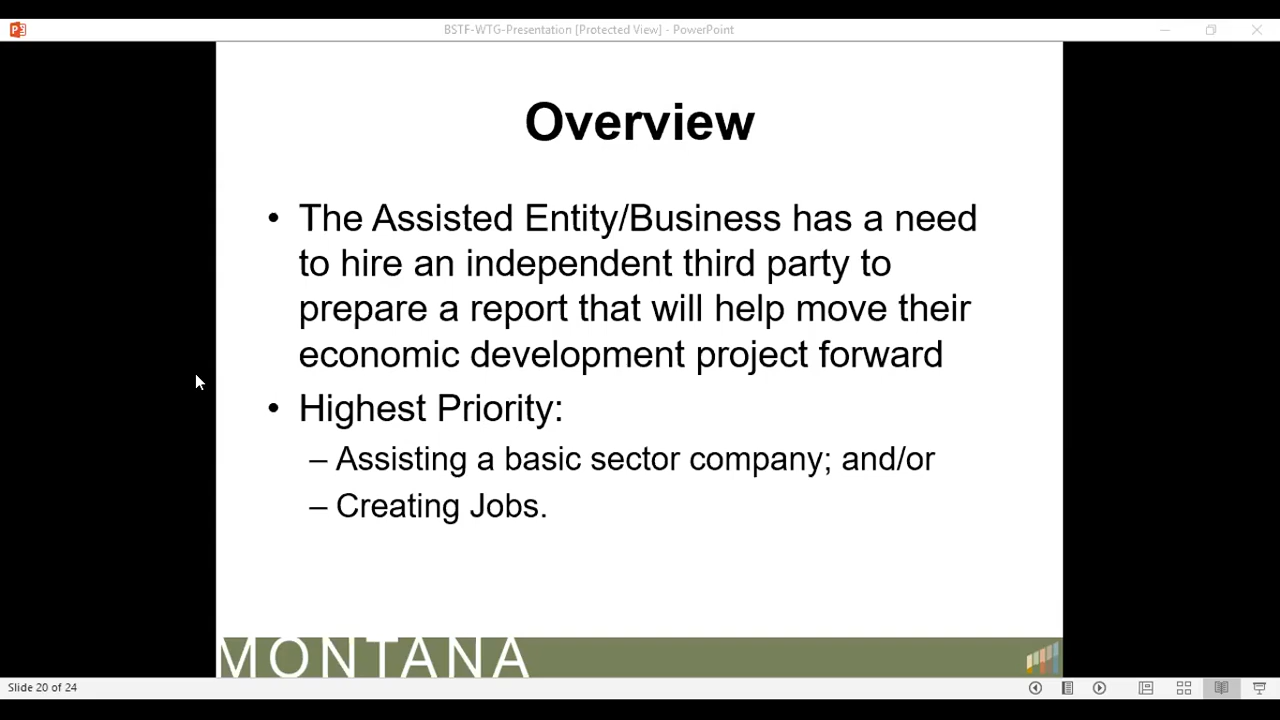 BSTF-WTG-Presentation [Protected View] - PowerPoint
Overview
• The Assisted Entity/Business has a need
to hire an independent third party to
prepare a report that will help move their
economic development project forward
• Highest Priority:
– Assisting a basic sector company; and/or
– Creating Jobs.
MONTANA
Slide 20 of 24